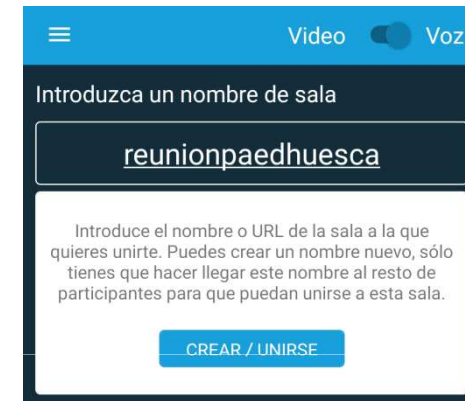 Video Voz
Introduzca un nombre de sala
reunionpaedhuesca
Introduce el nombre o URL de la sala a la que
quieres unirte. Puedes crear un nombre nuevo, sólo
tienes que hacer llegar este nombre al resto de
participantes para que puedan unirse a esta sala.
CREAR / UNIRSE